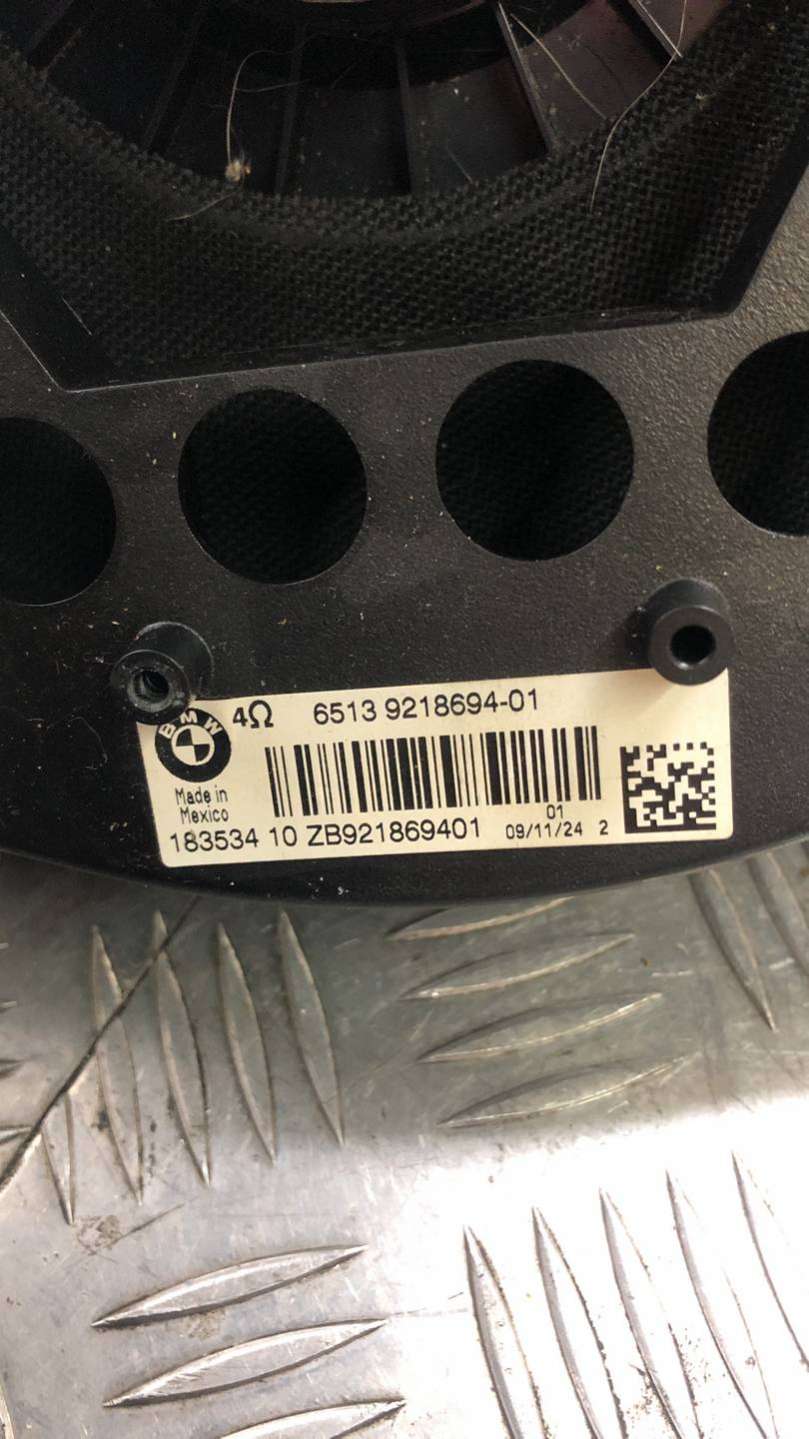 BMW
4Ω 6513 9218694-01
Made in
Mexico
01
183534 10 ZB921869401 09/11/24 2